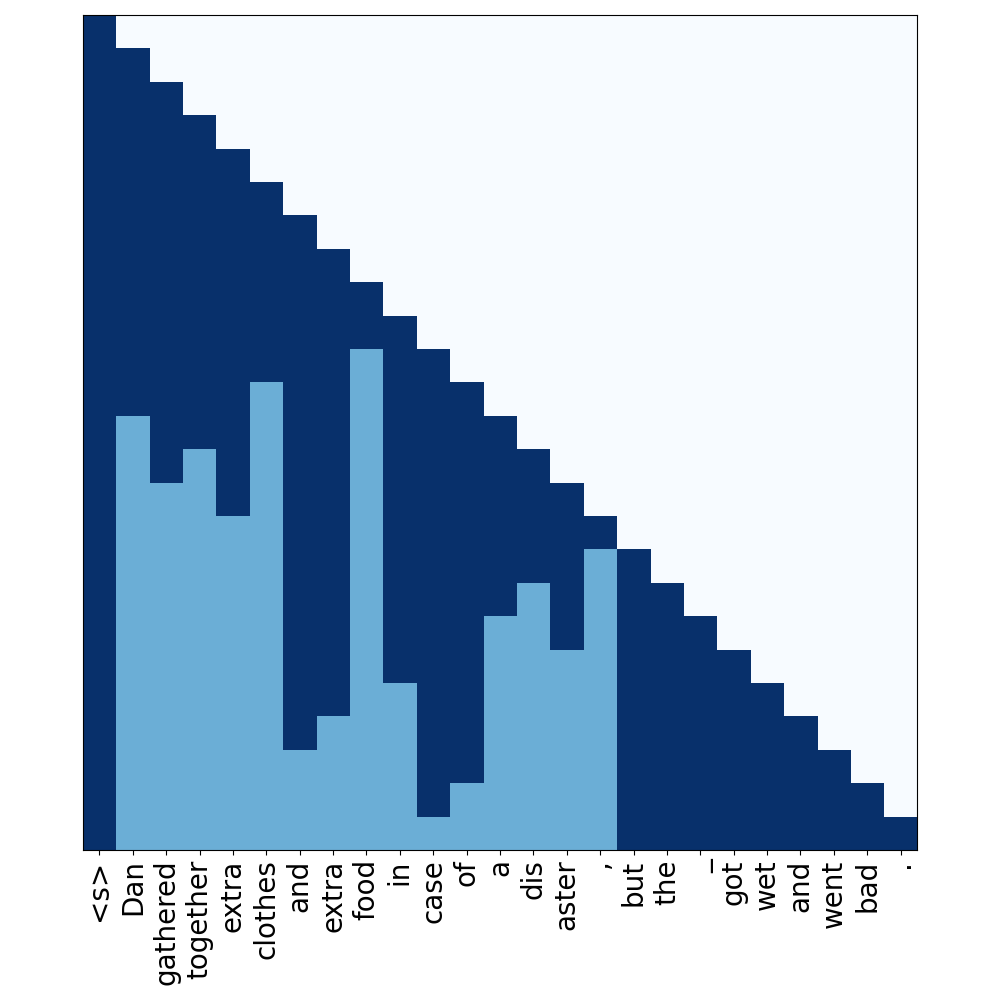 <s>
Dan
gathered
together
extra
clothes
and
extra
food
in
case
of
a
dis
aster
,
but
the
_
got
wet
and
went
bad
.